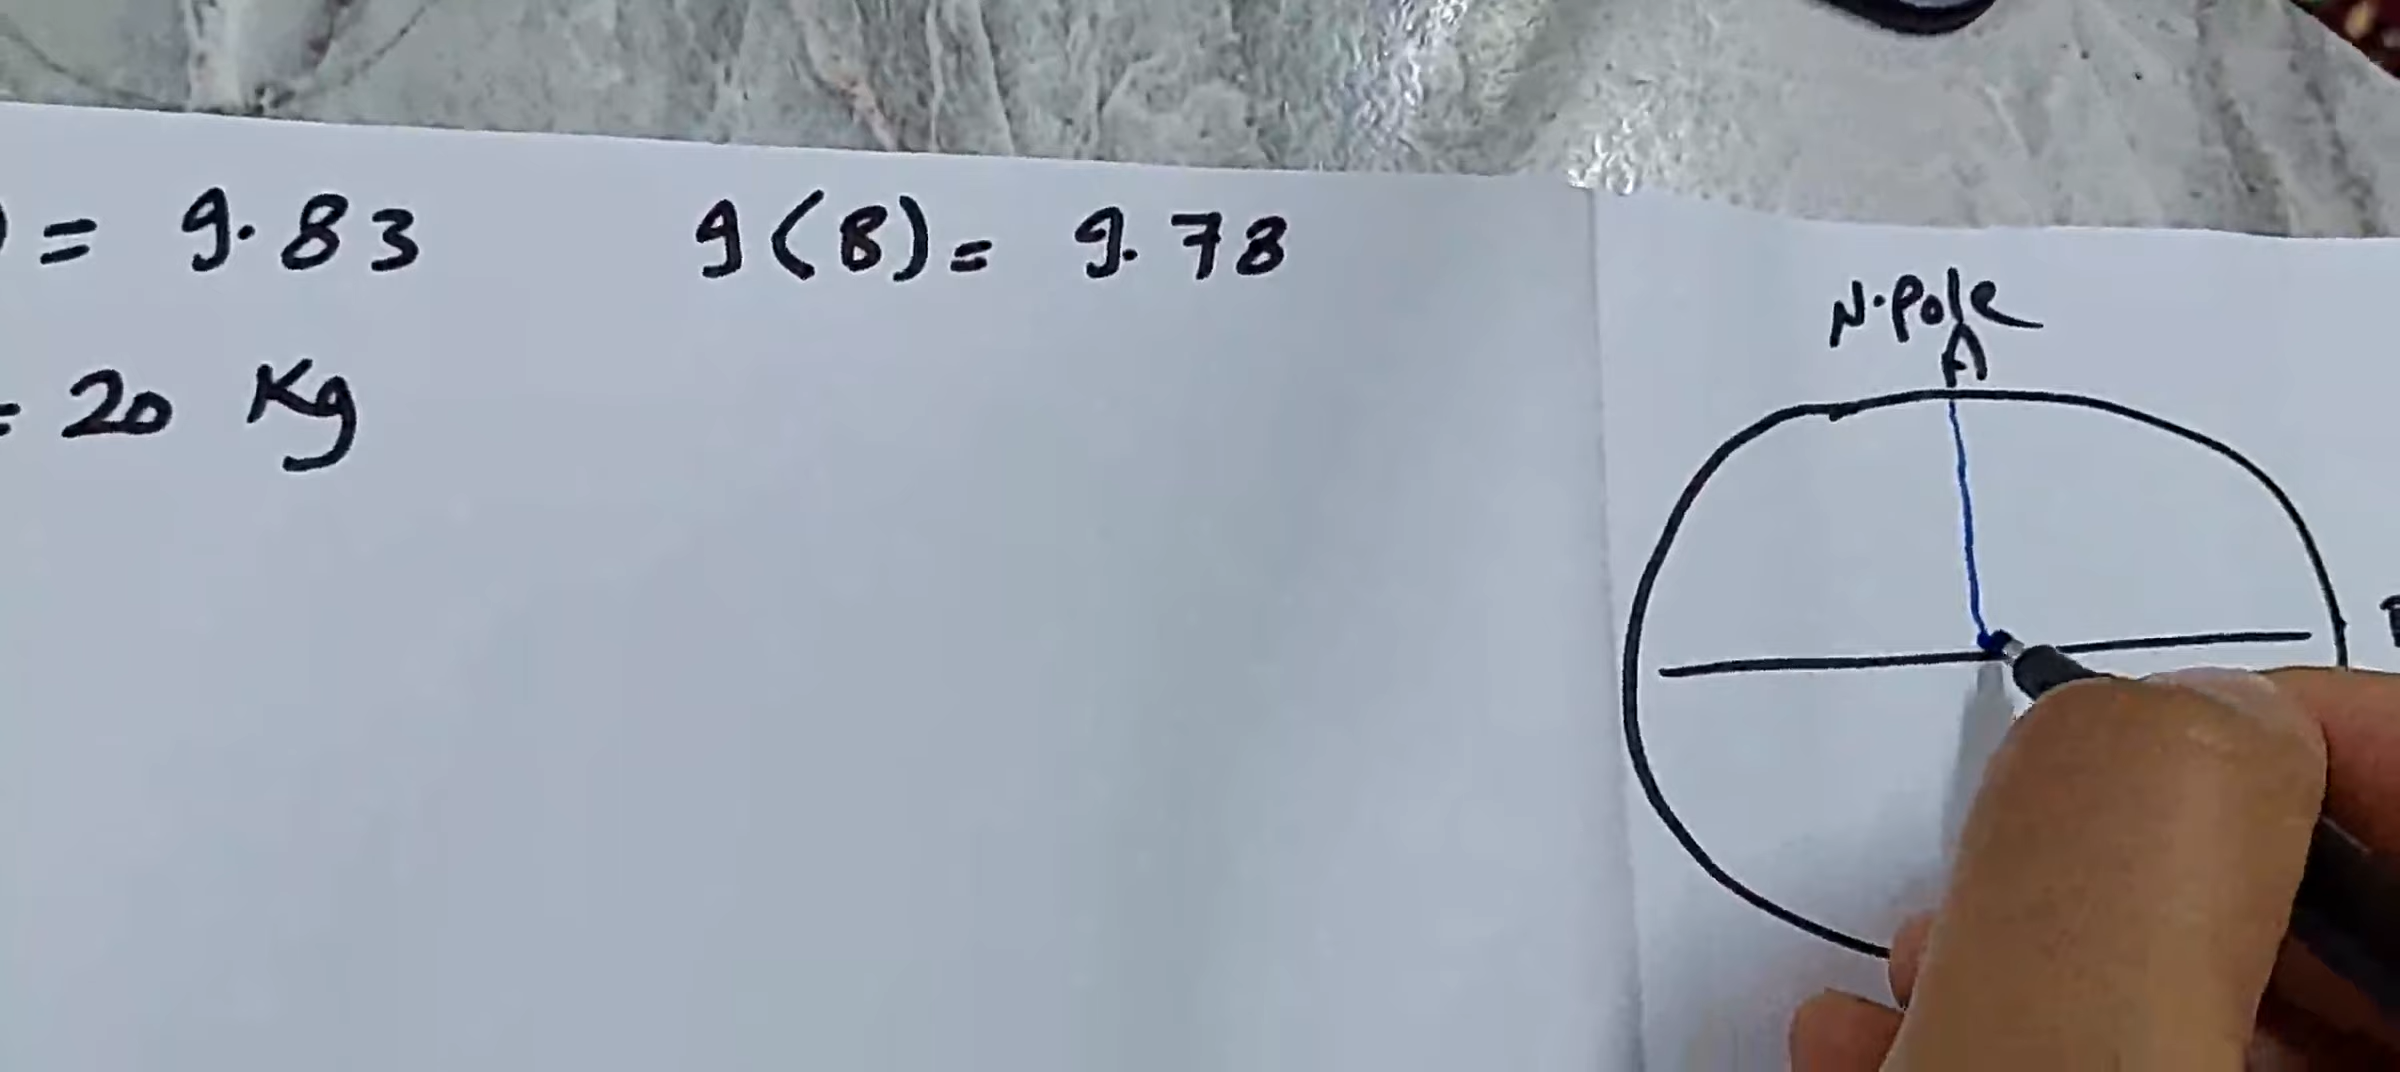 ) = 9.83 g(B) = 9.78
= 20 Kg
N.Pole
A